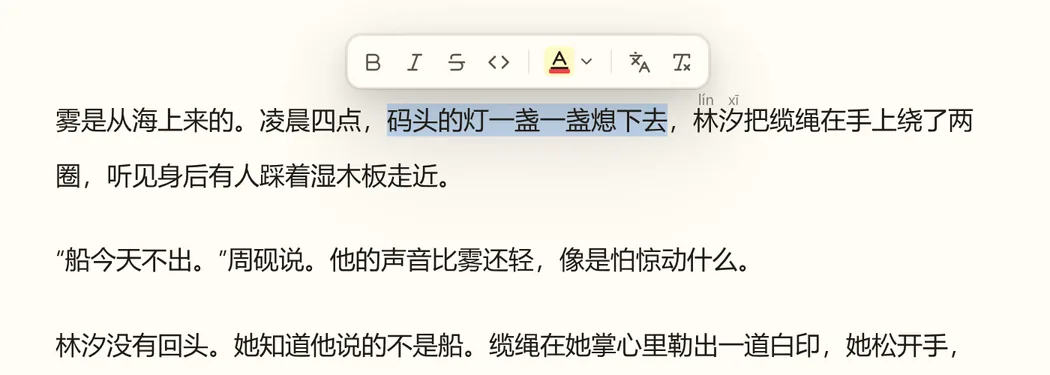 B I S <> A 文A Tx
lín xī
雾是从海上来的。凌晨四点，码头的灯一盏一盏熄下去，林汐把缆绳在手上绕了两
圈，听见身后有人踩着湿木板走近。
“船今天不出。”周砚说。他的声音比雾还轻，像是怕惊动什么。
林汐没有回头。她知道他说的不是船。缆绳在她掌心里勒出一道白印，她松开手，